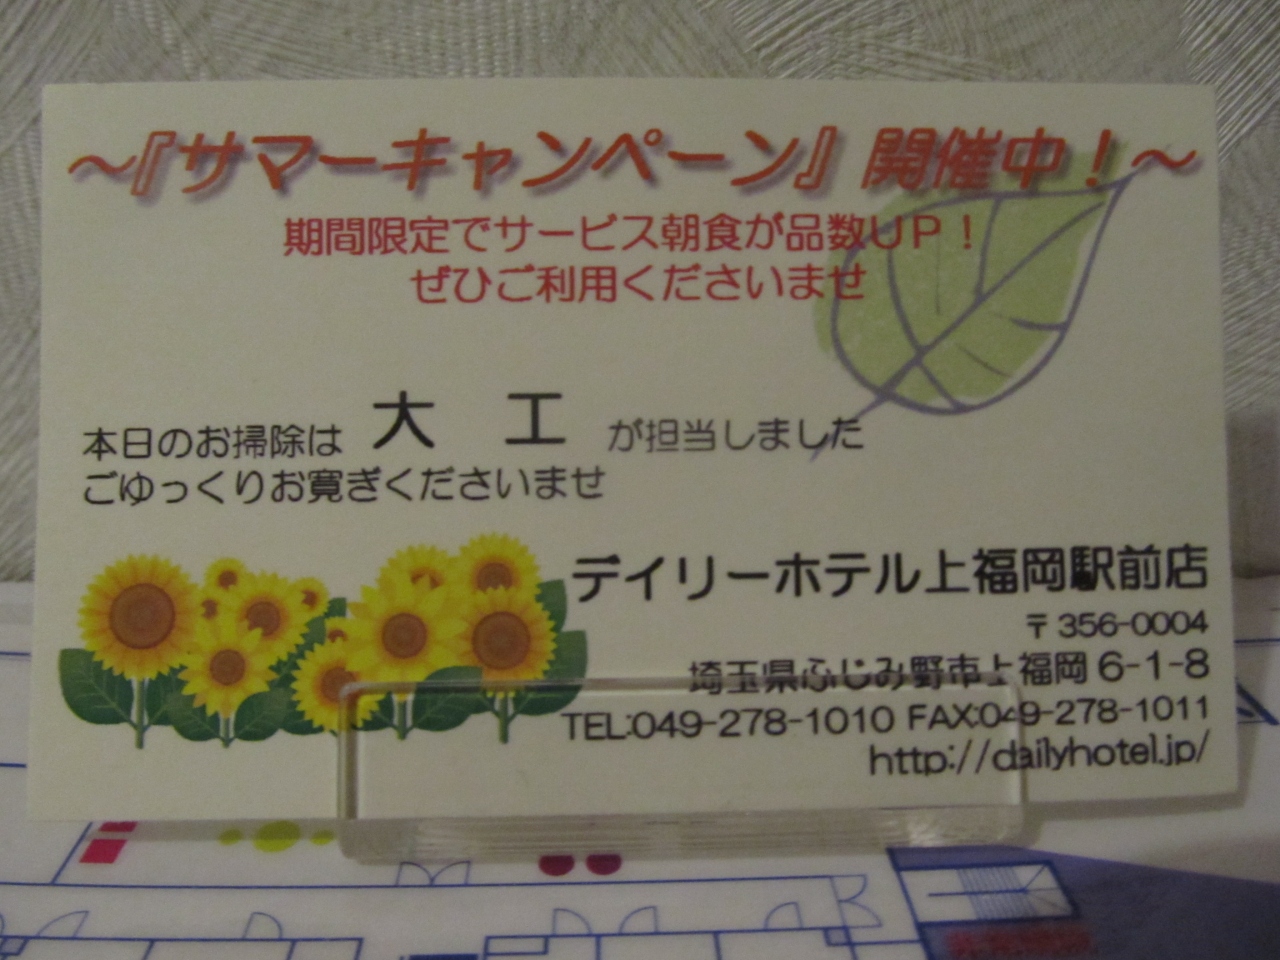 ～『サマーキャンペーン』開催中！～
期間限定でサービス朝食が品数UP！
ぜひご利用くださいませ
本日のお掃除は 大 工 が担当しました
ごゆっくりお寛ぎくださいませ
デイリーホテル上福岡駅前店
〒356-0004
埼玉県ふじみ野市上福岡 6-1-8
TEL:049-278-1010 FAX:049-278-1011
http://dailyhotel.jp/